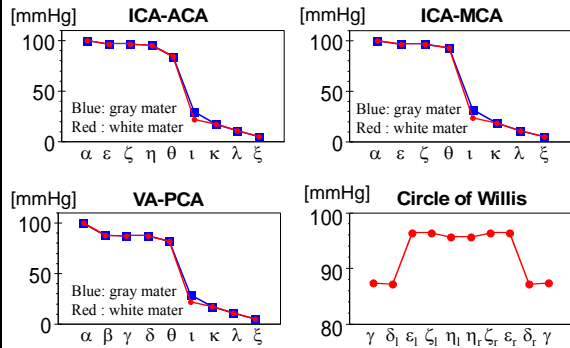 ICA-ACA
[mmHg]
100
50
0
Blue: gray mater
Red : white mater
α ε ζ η θ ι κ λ ξ
ICA-MCA
[mmHg]
100
50
0
Blue: gray mater
Red : white mater
α ε ζ θ ι κ λ ξ
VA-PCA
[mmHg]
100
50
0
Blue: gray mater
Red : white mater
α β γ δ θ ι κ λ ξ
Circle of Willis
[mmHg]
100
90
80
γ δl εl ζl ηl ηr ζr εr δr γ